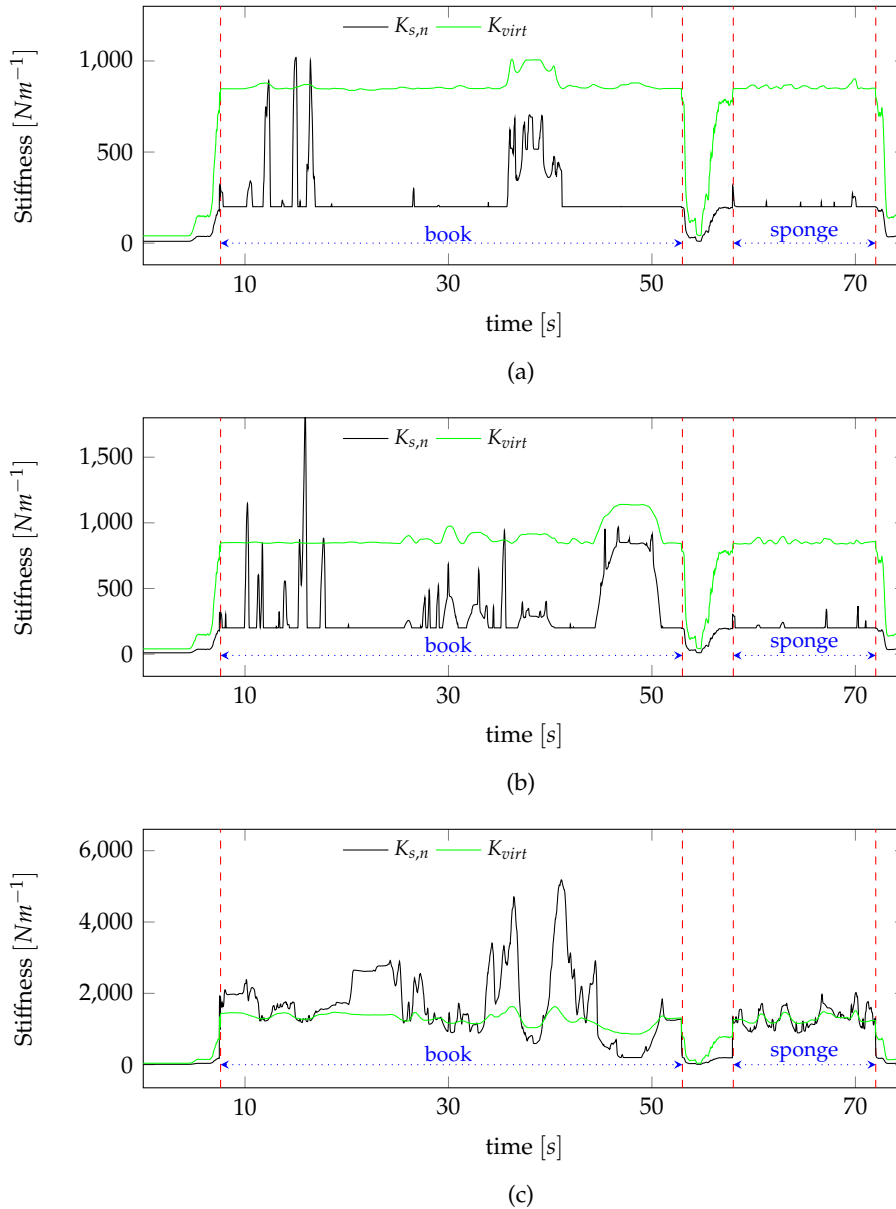 K_{s,n} K_{virt}
1,000
500
0
Stiffness [Nm^{-1}]
book
sponge
10 30 50 70
time [s]
(a)
K_{s,n} K_{virt}
1,500
1,000
500
0
Stiffness [Nm^{-1}]
book
sponge
10 30 50 70
time [s]
(b)
K_{s,n} K_{virt}
6,000
4,000
2,000
0
Stiffness [Nm^{-1}]
book
sponge
10 30 50 70
time [s]
(c)